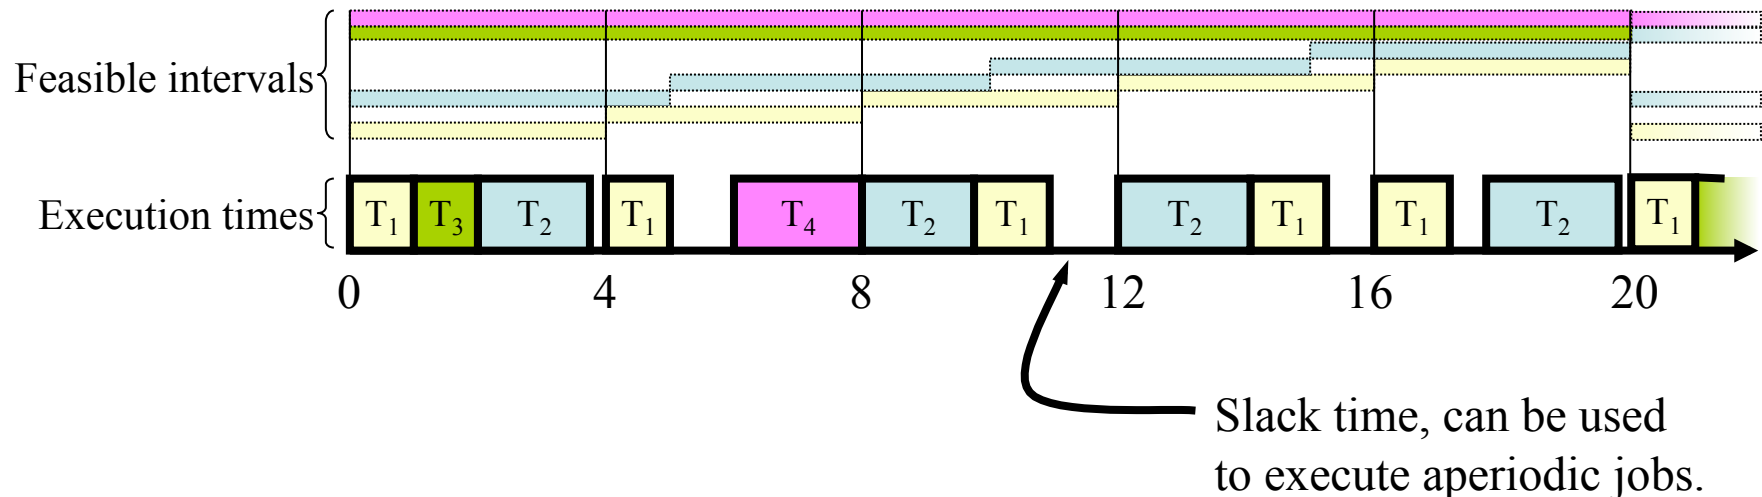 Feasible intervals
Execution times
T₁ T₃ T₂ T₁ T₄ T₂ T₁ T₂ T₁ T₁ T₂ T₁
0 4 8 12 16 20
Slack time, can be used
to execute aperiodic jobs.